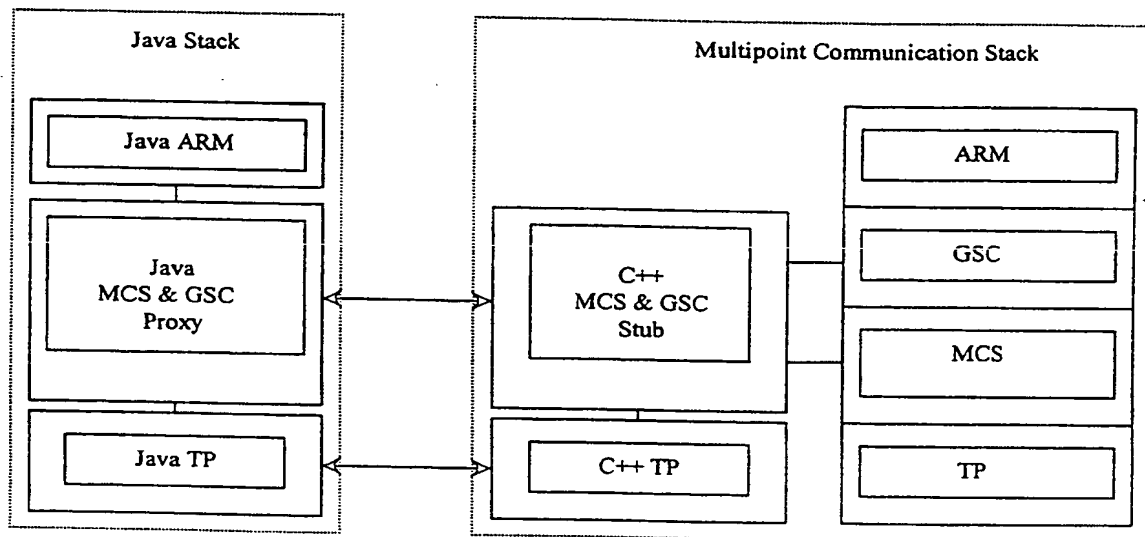 Java Stack
Java ARM
Java
MCS & GSC
Proxy
Java TP
Multipoint Communication Stack
C++
MCS & GSC
Stub
C++ TP
ARM
GSC
MCS
TP